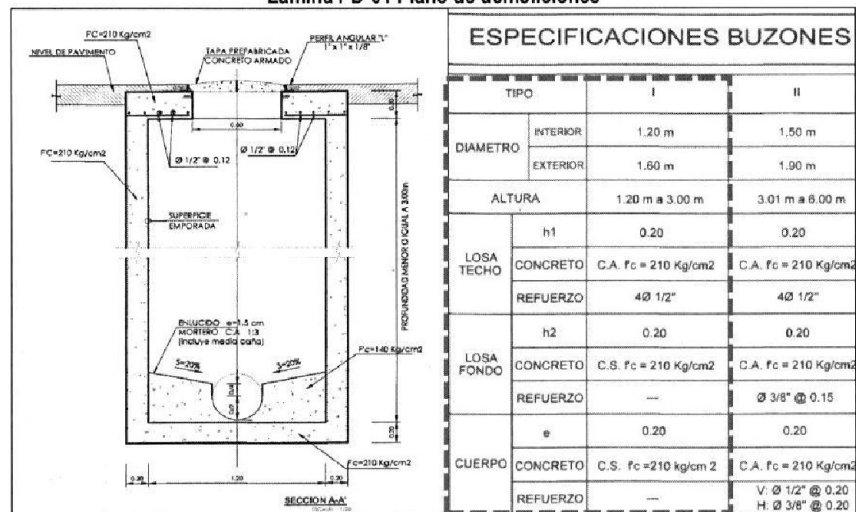 FC=210 Kg/cm2
NIVEL DE PAVIMENTO
TAPA PREFABRICADA
CONCRETO ARMADO
PERFIL ANGULAR "L"
1" x 1" x 1/8"
0.20
0.60
Ø 1/2" @ 0.12
Ø 1/2" @ 0.12
FC=210 Kg/cm2
SUPERFICIE
EMPORADA
PROFUNDIDAD MENOR O IGUAL A 3.00m
ENLUCIDO e=1.5 cm
MORTERO C:A 1:3
(incluye media caña)
S=20%
S=20%
F'c=140 Kg/cm2
0.20
F'c=210 Kg/cm2
0.20
1.20
0.20
SECCION A-A'
ESPECIFICACIONES BUZONES
TIPO I II
DIAMETRO INTERIOR 1.20 m 1.50 m
EXTERIOR 1.60 m 1.90 m
ALTURA 1.20 m a 3.00 m 3.01 m a 6.00 m
LOSA TECHO h1 0.20 0.20
CONCRETO C.A. f'c = 210 Kg/cm2 C.A. f'c = 210 Kg/cm2
REFUERZO 4Ø 1/2" 4Ø 1/2"
LOSA FONDO h2 0.20 0.20
CONCRETO C.S. f'c = 210 Kg/cm2 C.A. f'c = 210 Kg/cm2
REFUERZO --- Ø 3/8" @ 0.15
CUERPO e 0.20 0.20
CONCRETO C.S. f'c =210 kg/cm 2 C.A. f'c = 210 Kg/cm2
REFUERZO --- V: Ø 1/2" @ 0.20
H: Ø 3/8" @ 0.20